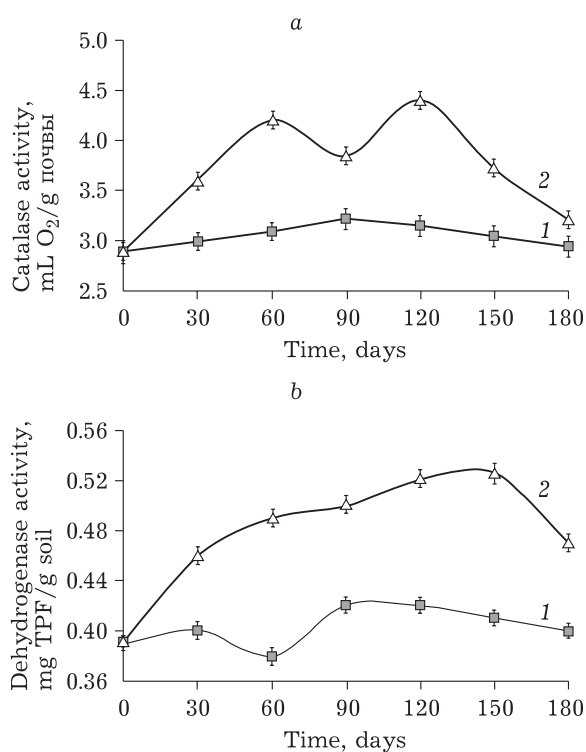 a
Catalase activity,
mL O₂/g почвы
5.0
4.5
4.0
3.5
3.0
2.5
2
1
0 30 60 90 120 150 180
Time, days
b
Dehydrogenase activity,
mg TPF/g soil
0.56
0.52
0.48
0.44
0.40
0.36
2
1
0 30 60 90 120 150 180
Time, days